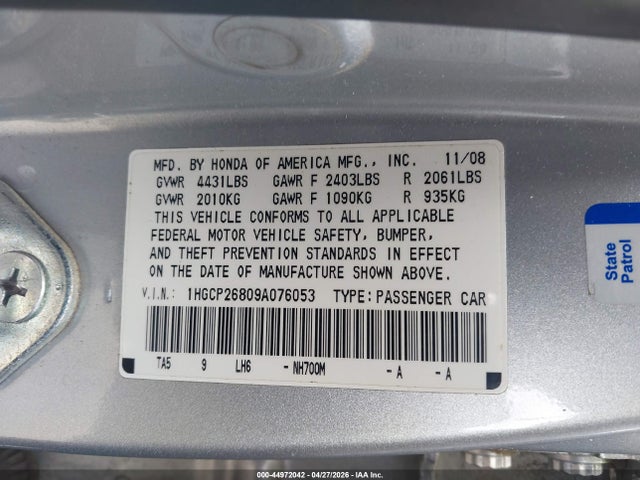 MFD. BY HONDA OF AMERICA MFG., INC. 11/08
GVWR 4431LBS GAWR F 2403LBS R 2061LBS
GVWR 2010KG GAWR F 1090KG R 935KG
THIS VEHICLE CONFORMS TO ALL APPLICABLE
FEDERAL MOTOR VEHICLE SAFETY, BUMPER,
AND THEFT PREVENTION STANDARDS IN EFFECT
ON THE DATE OF MANUFACTURE SHOWN ABOVE.
V.I.N.: 1HGCP26809A076053 TYPE: PASSENGER CAR
TA5 9 LH6 - NH700M - A - A
State
Patrol
000-44972042 - 04/27/2026 - IAAI Inc.